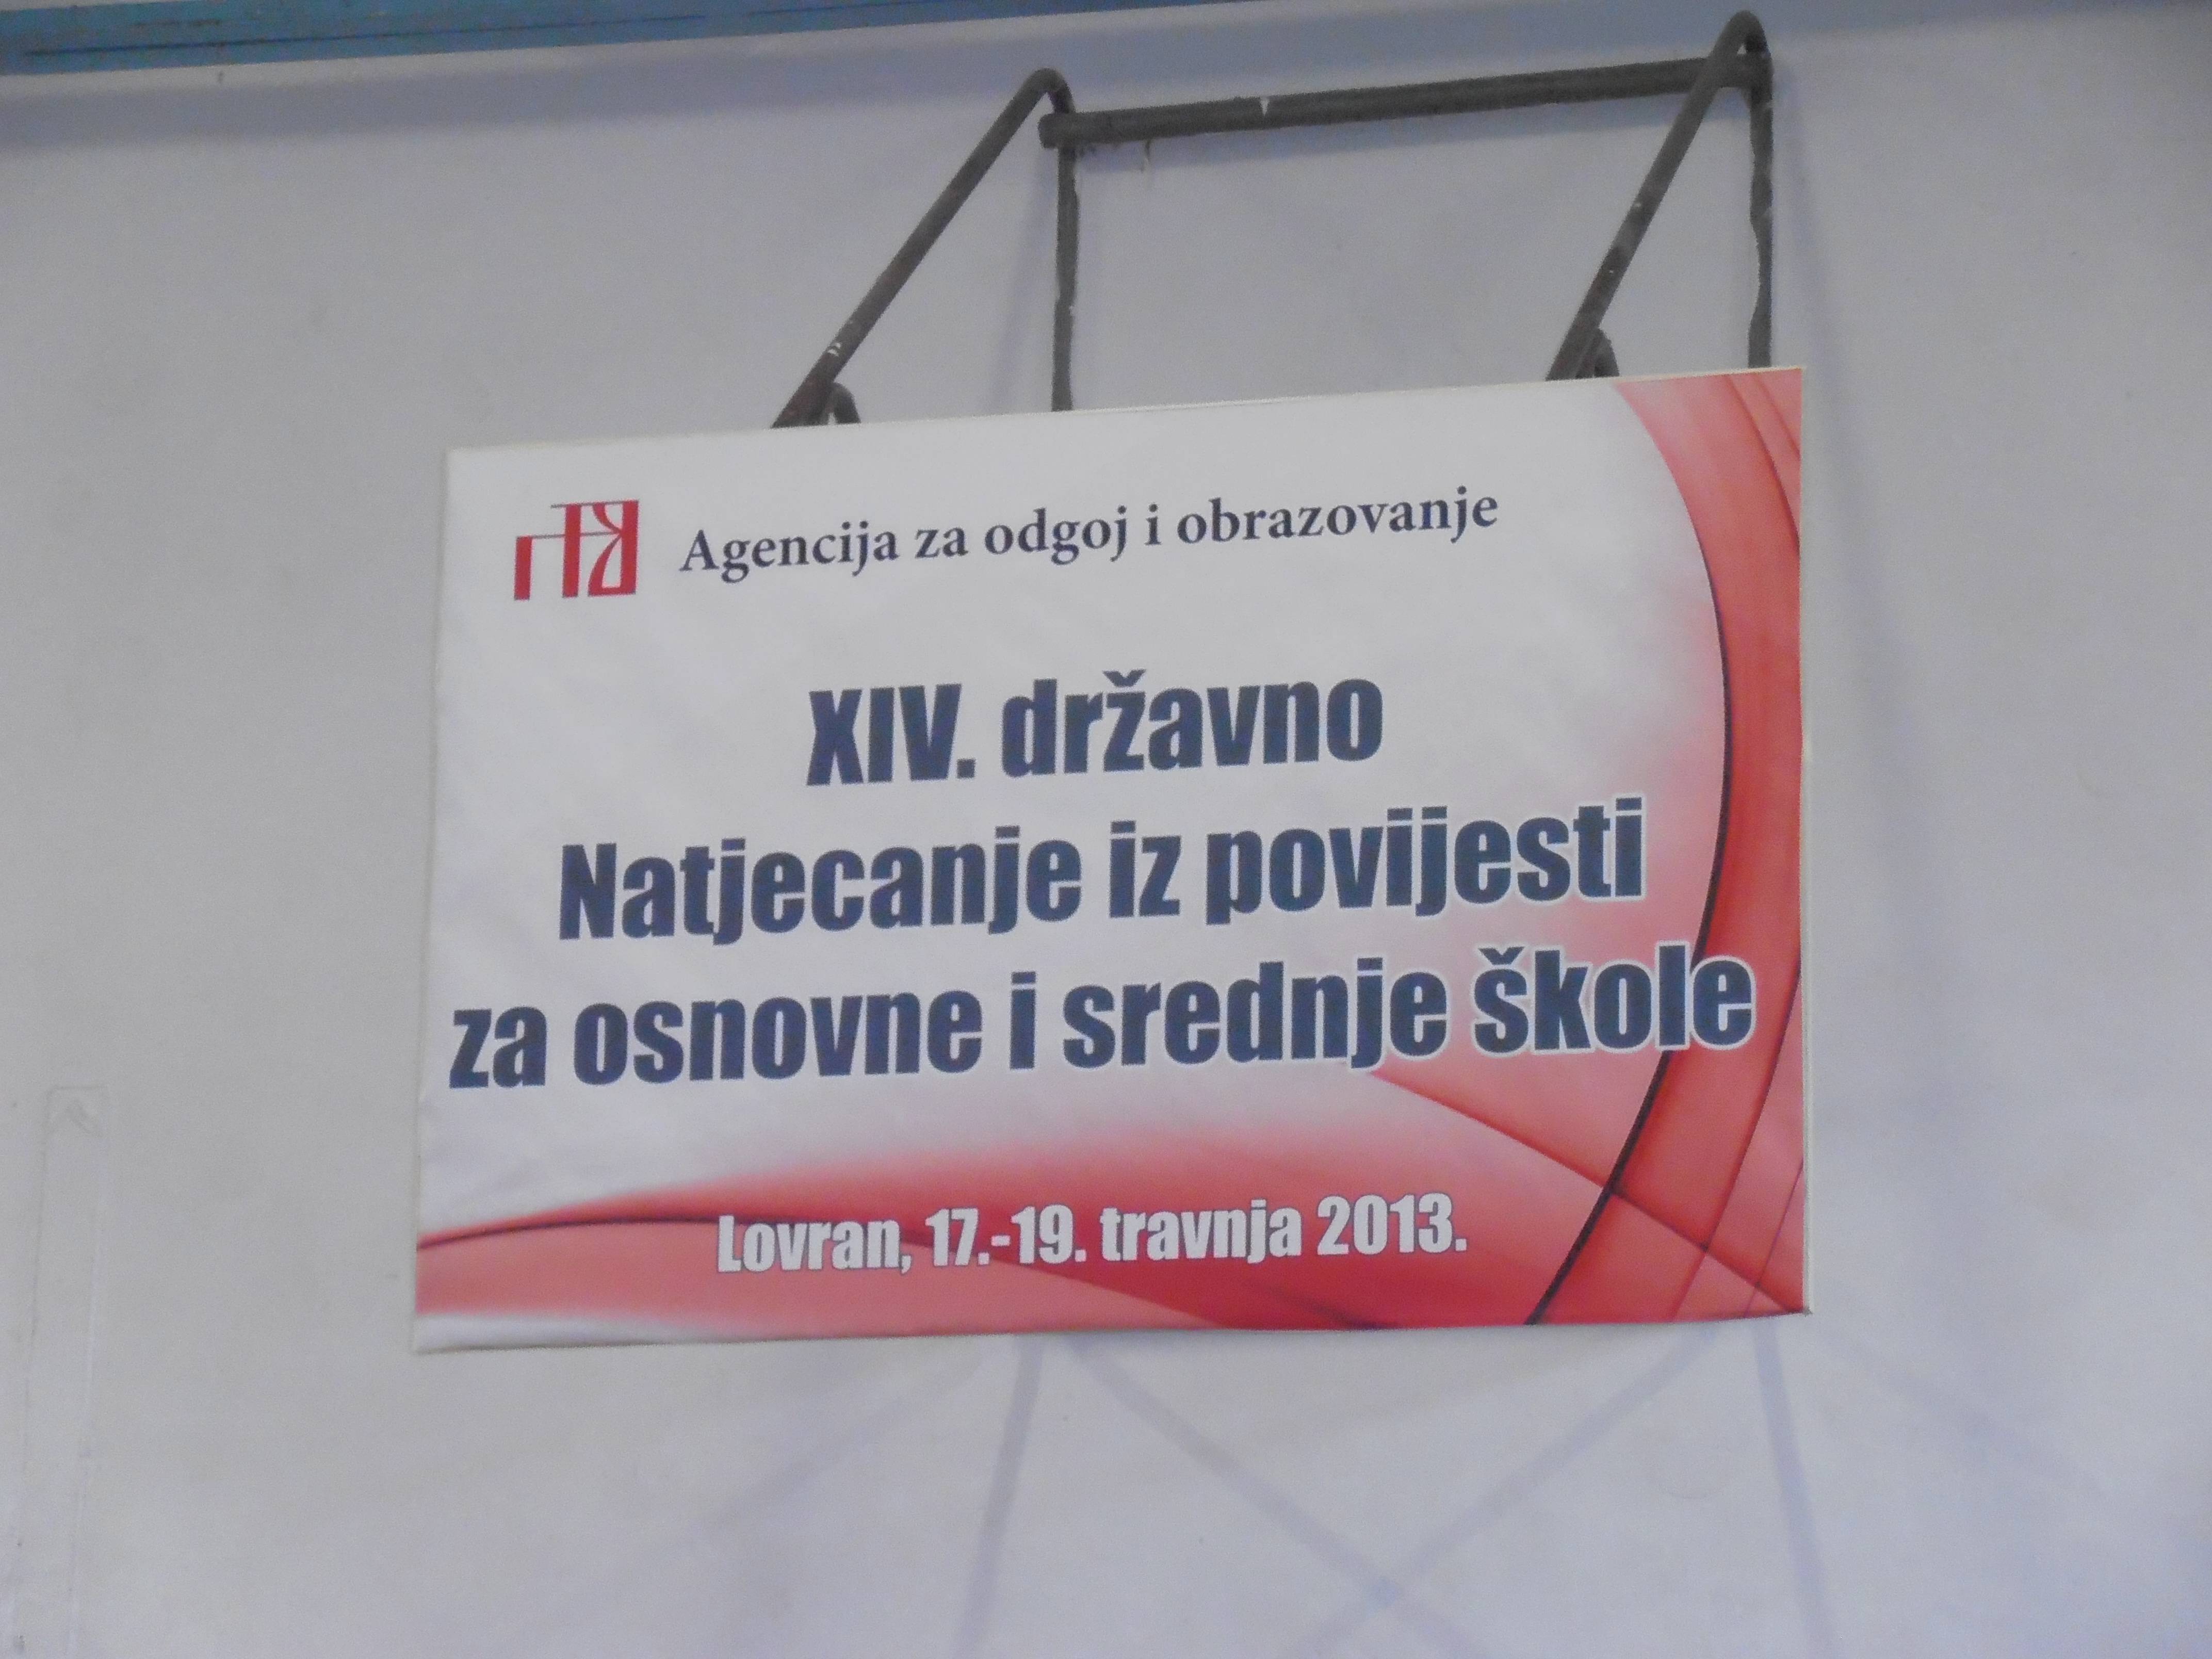 Agencija za odgoj i obrazovanje
XIV. državno
Natjecanje iz povijesti
za osnovne i srednje škole
Lovran, 17.-19. travnja 2013.